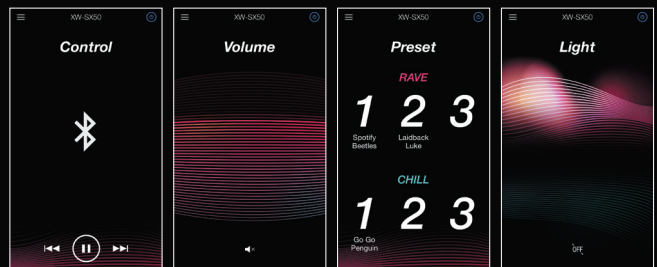 XW-SX50
Control
XW-SX50
Volume
XW-SX50
Preset
RAVE
1 2 3
Spotify Laidback
Beetles Luke
CHILL
1 2 3
Go Go
Penguin
XW-SX50
Light
OFF